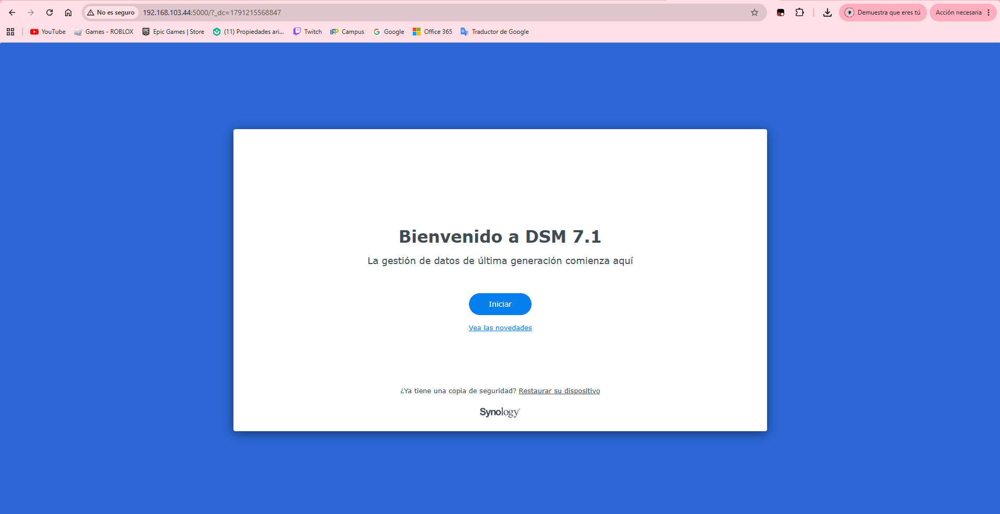 No es seguro 192.168.103.44:5000/?_dc=1791215568847 Demuestra que eres tú Acción necesaria
YouTube Games - ROBLOX Epic Games | Store (11) Propiedades ari... Twitch Campus Google Office 365 Traductor de Google
Bienvenido a DSM 7.1
La gestión de datos de última generación comienza aquí
Iniciar
Vea las novedades
¿Ya tiene una copia de seguridad? Restaurar su dispositivo
Synology